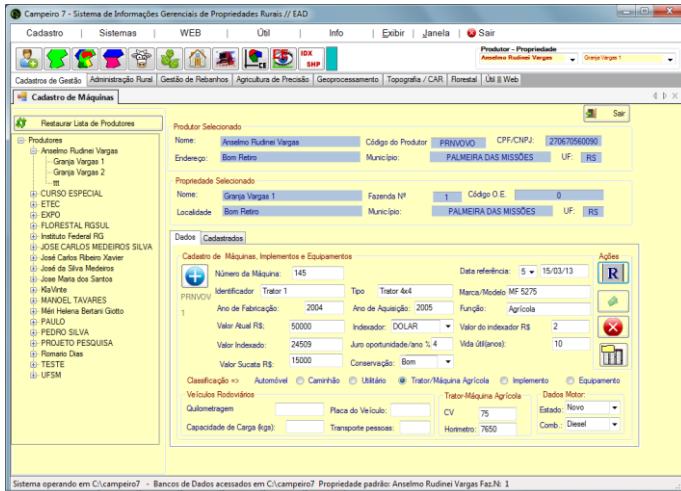 Campeiro 7 - Sistema de Informações Gerenciais de Propriedades Rurais // EAD
Cadastro | Sistemas | WEB | Útil | Info | Exibir | Janela | Sair
Produtor - Propriedade
Anselmo Rudinei Vargas Granja Vargas 1
IDX SHP
Cadastros de Gestão Administração Rural Gestão de Rebanhos Agricultura de Precisão Geoprocessamento Topografia / CAR Florestal Útil || Web
Cadastro de Máquinas
Sair
Restaurar Lista de Produtores
Produtores
Anselmo Rudinei Vargas
Granja Vargas 1
Granja Vargas 2
ttt
CURSO ESPECIAL
ETEC
EXPO
FLORESTAL RGSUL
Instituto Federal RG
JOSE CARLOS MEDEIROS SILVA
José Carlos Ribeiro Xavier
José da Silva Medeiros
Jose Maria dos Santos
KlaVinte
MANOEL TAVARES
Méri Helena Bertani Giotto
PAULO
PEDRO SILVA
PROJETO PESQUISA
Romario Dias
TESTE
UFSM
Produtor Selecionado
Nome: Anselmo Rudinei Vargas Código do Produtor PRNVOVO CPF/CNPJ: 270670560090
Endereço: Bom Retiro Município: PALMEIRA DAS MISSÕES UF: RS
Propriedade Selecionado
Nome: Granja Vargas 1 Fazenda Nº 1 Código O.E. 0
Localidade Bom Retiro Município: PALMEIRA DAS MISSÕES UF: RS
Dados Cadastrados
Cadastro de Máquinas, Implementos e Equipamentos Ações
Número da Máquina: 145 Data referência: 5 15/03/13 R
PRNVOV
1
Identificador Trator 1 Tipo Trator 4x4 Marca/Modelo MF 5275
Ano de Fabricação: 2004 Ano de Aquisição: 2005 Função: Agrícola
Valor Atual R$: 50000 Indexador: DOLAR Valor do indexador R$ 2
Valor Indexado: 24509 Juro oportunidade/ano %: 4 Vida útil(anos): 10
Valor Sucata R$: 15000 Conservação: Bom
Classificação => Automóvel Caminhão Utilitário Trator/Máquina Agrícola Implemento Equipamento
Veículos Rodoviários Trator-Máquina Agrícola Dados Motor:
Quilometragem Placa do Veículo: CV 75 Estado: Novo
Capacidade de Carga (kgs): Transporte pessoas: Horimetro: 7650 Comb.: Diesel
Sistema operando em C:\campeiro7 - Bancos de Dados acessados em C:\campeiro7 Propriedade padrão: Anselmo Rudinei Vargas Faz.N: 1